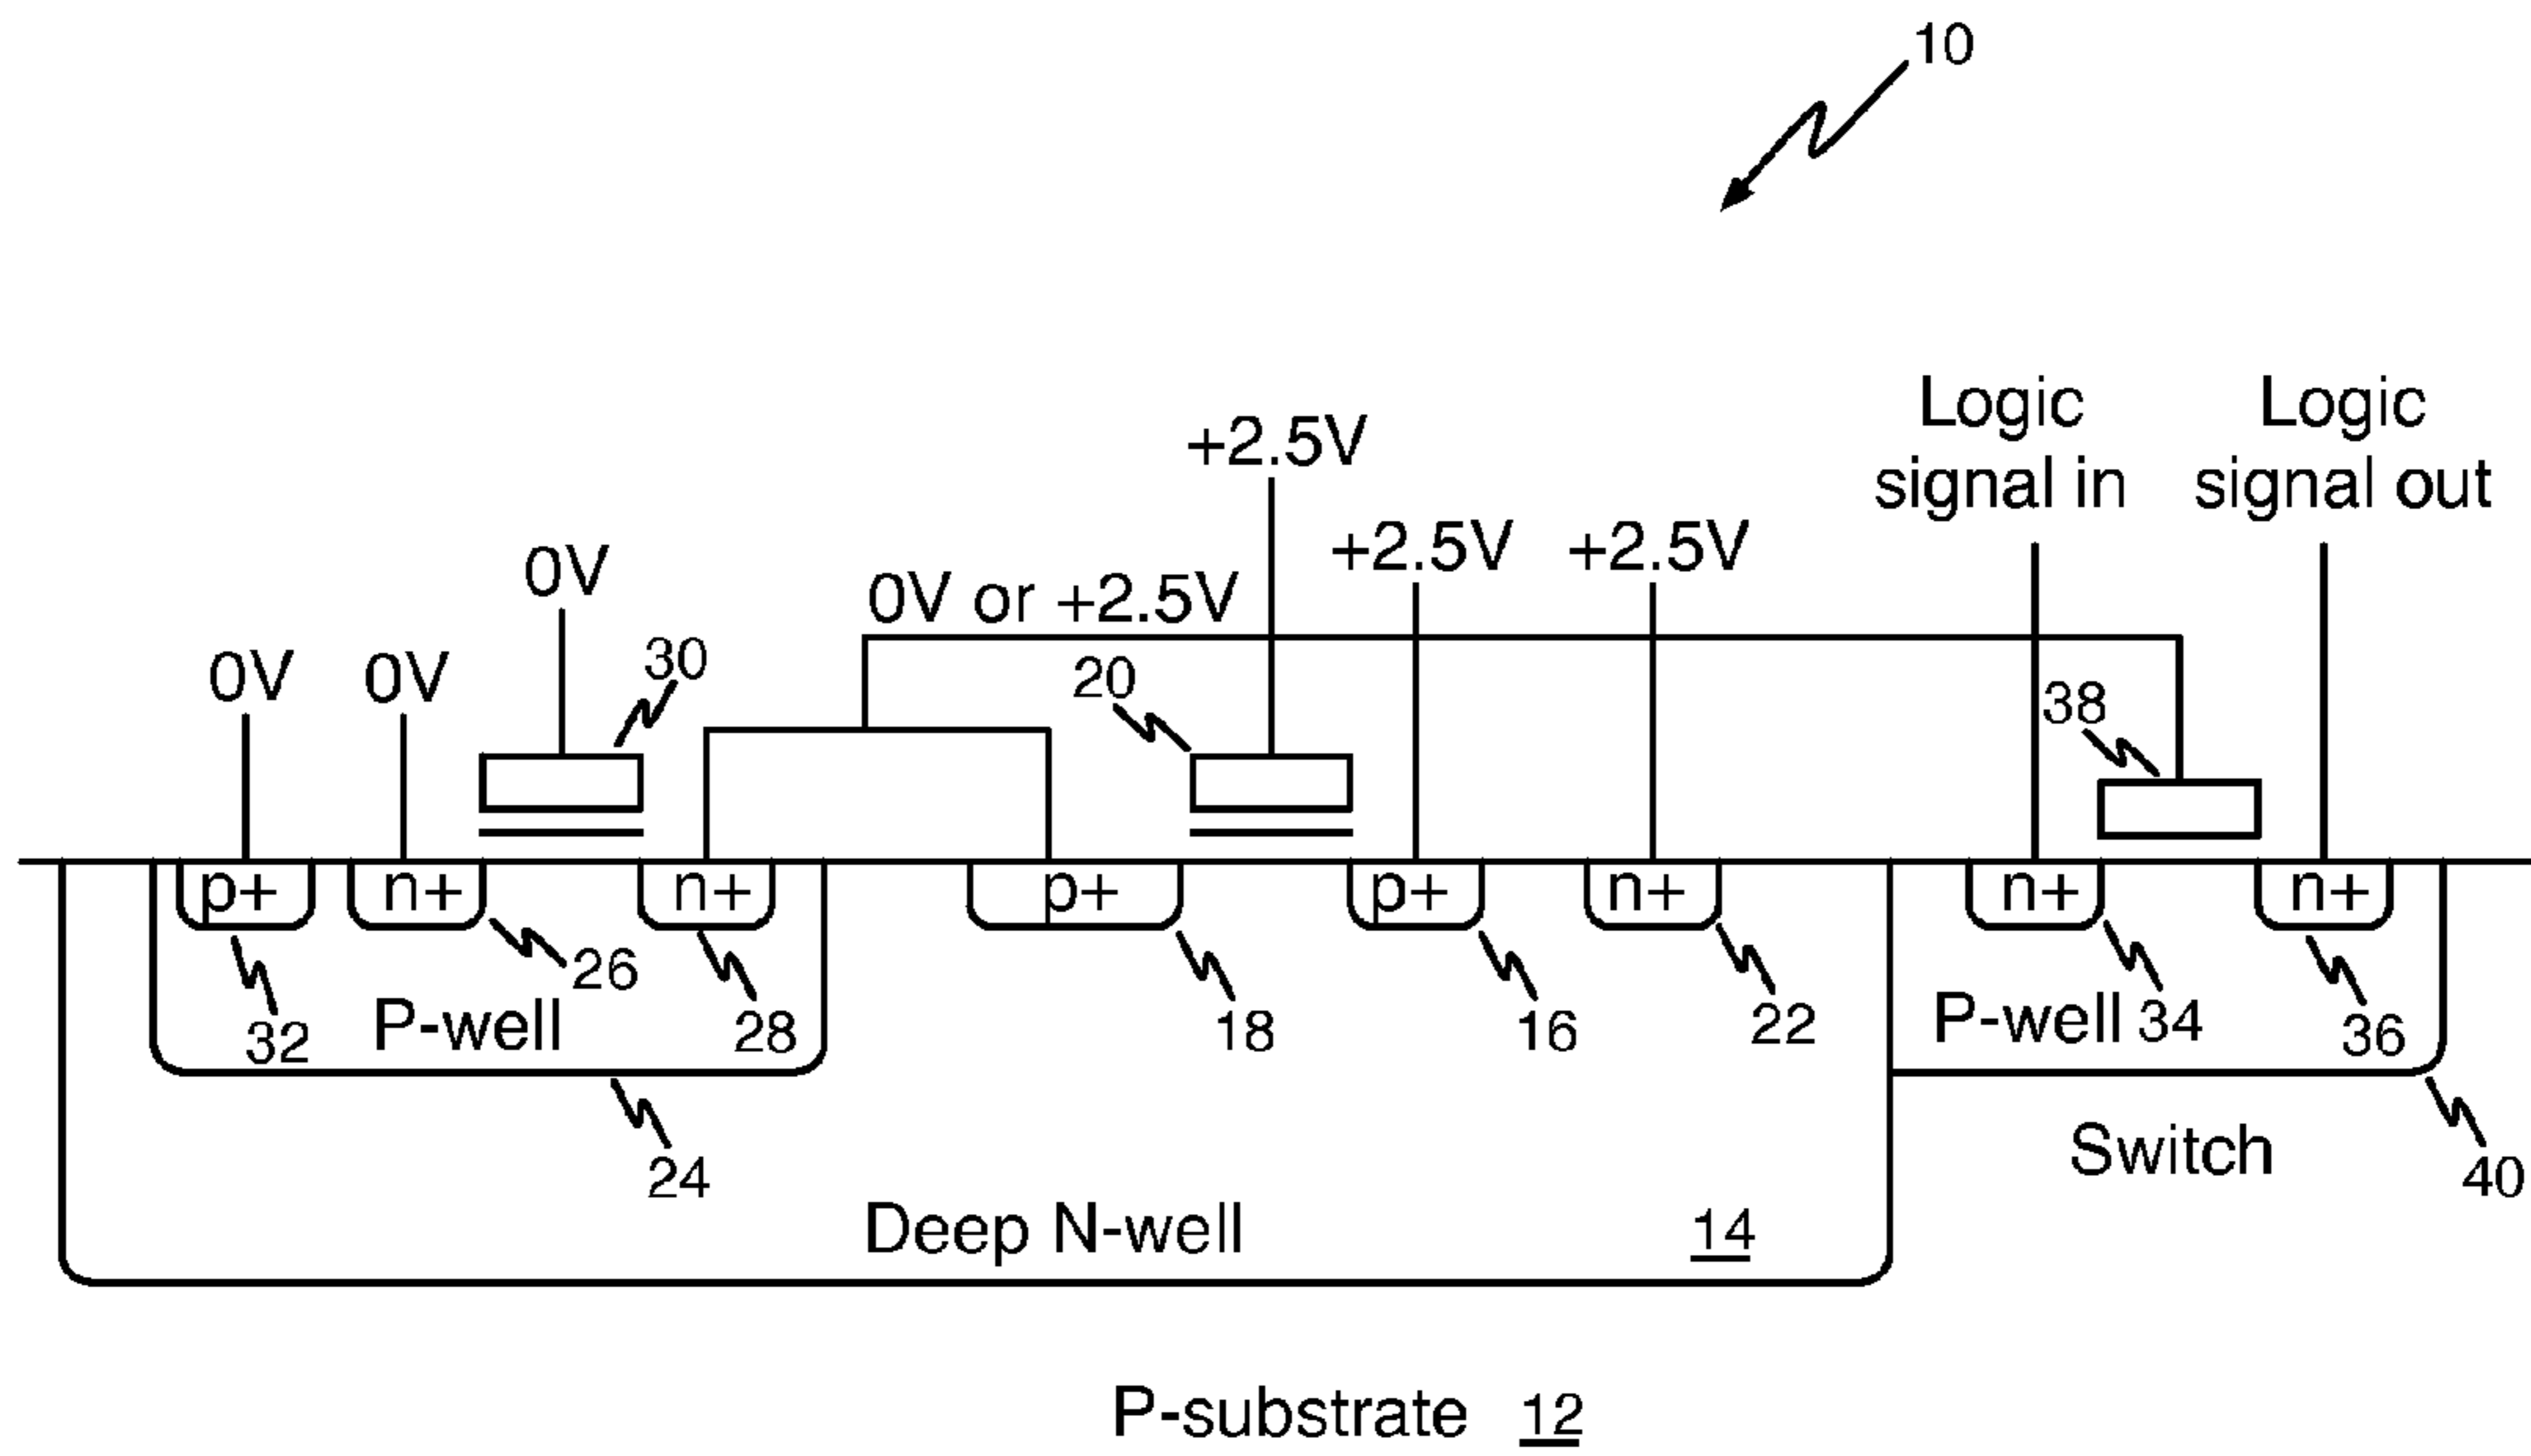 10
Logic
signal in
Logic
signal out
+2.5V
+2.5V
+2.5V
0V
0V or +2.5V
0V
0V
30
20
38
p+
n+
n+
p+
p+
n+
n+
n+
26
32
P-well
28
18
16
22
P-well
34
36
24
Switch
40
Deep N-well
14
P-substrate
12